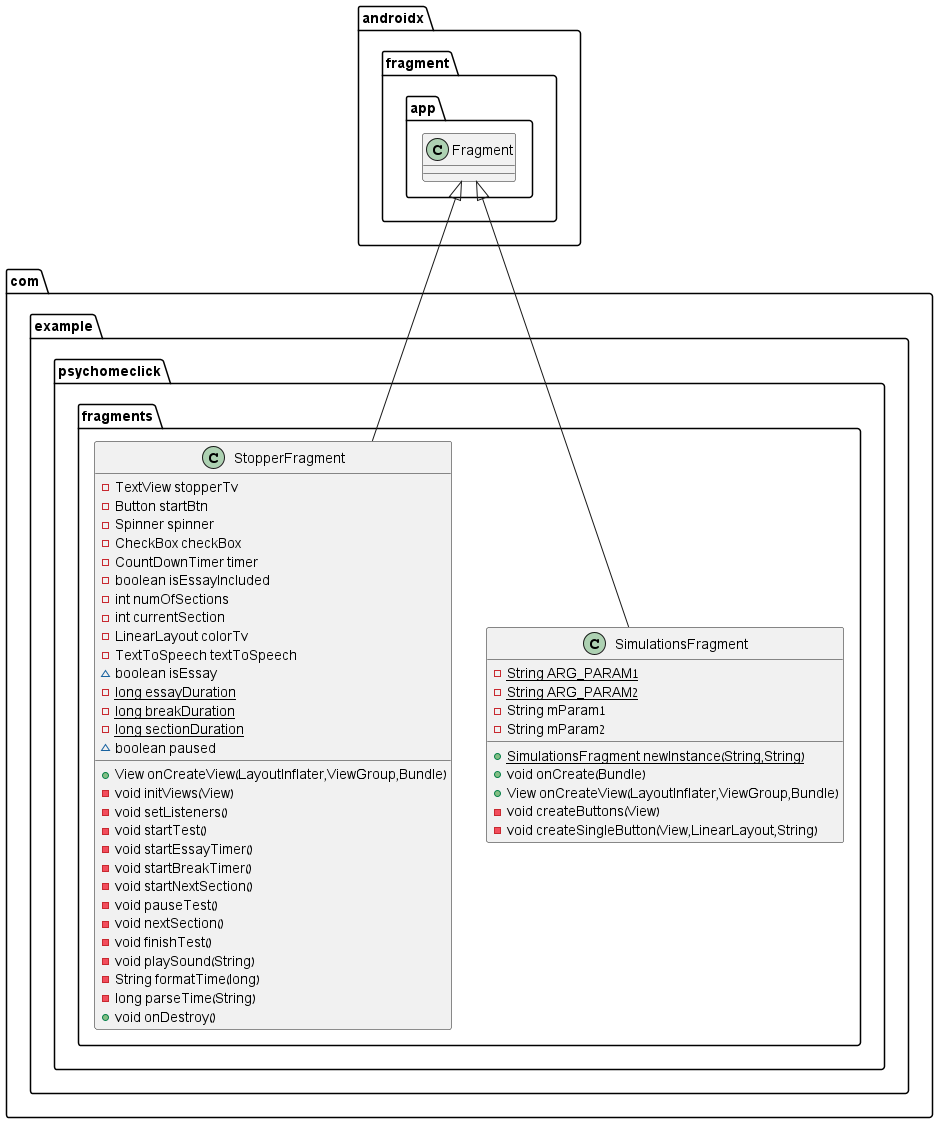 androidx
fragment
app
C Fragment
com
example
psychomeclick
fragments
C StopperFragment
TextView stopperTv
Button startBtn
Spinner spinner
CheckBox checkBox
CountDownTimer timer
boolean isEssayIncluded
int numOfSections
int currentSection
LinearLayout colorTv
TextToSpeech textToSpeech
boolean isEssay
long essayDuration
long breakDuration
long sectionDuration
boolean paused
View onCreateView(LayoutInflater,ViewGroup,Bundle)
void initViews(View)
void setListeners()
void startTest()
void startEssayTimer()
void startBreakTimer()
void startNextSection()
void pauseTest()
void nextSection()
void finishTest()
void playSound(String)
String formatTime(long)
long parseTime(String)
void onDestroy()
C SimulationsFragment
String ARG_PARAM1
String ARG_PARAM2
String mParam1
String mParam2
SimulationsFragment newInstance(String,String)
void onCreate(Bundle)
View onCreateView(LayoutInflater,ViewGroup,Bundle)
void createButtons(View)
void createSingleButton(View,LinearLayout,String)